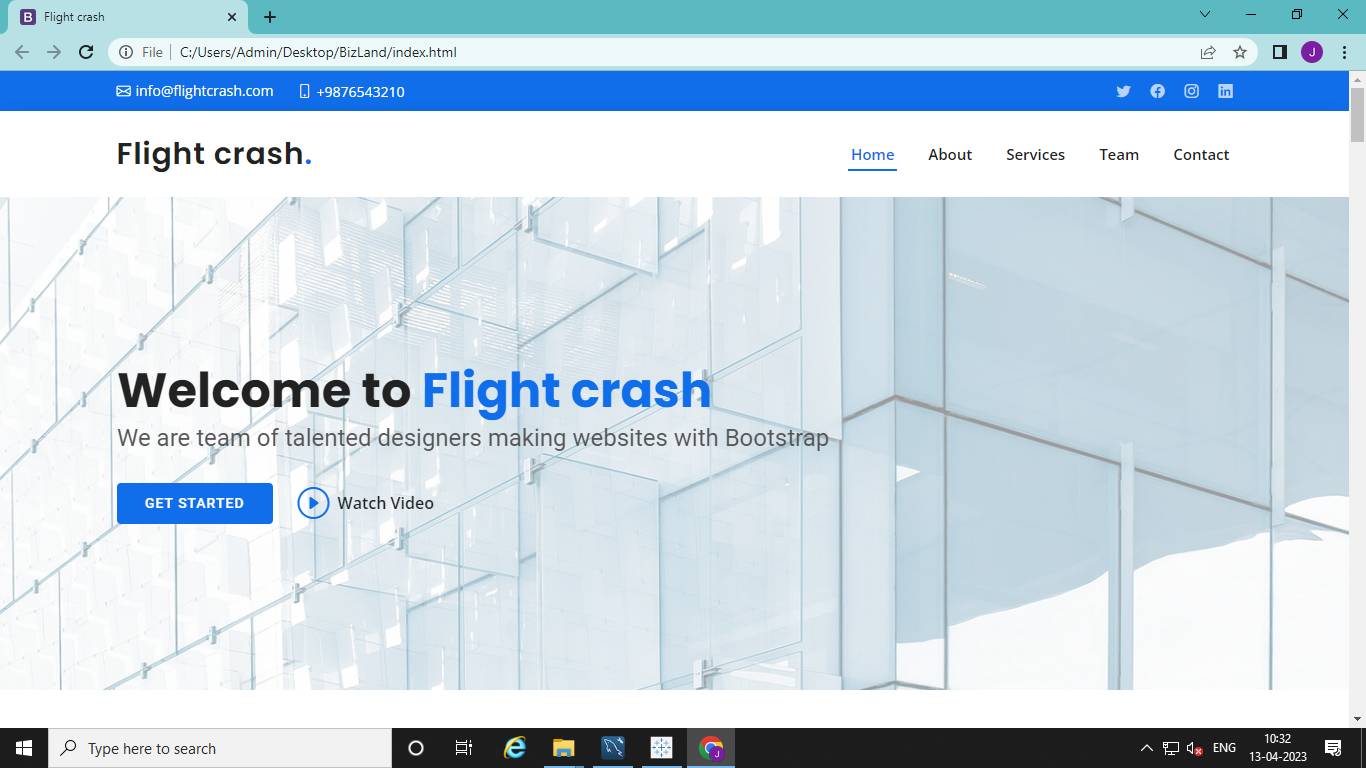 Flight crash
File C:/Users/Admin/Desktop/BizLand/index.html
J
info@flightcrash.com +9876543210
Flight crash.
Home About Services Team Contact
Welcome to Flight crash
We are team of talented designers making websites with Bootstrap
GET STARTED Watch Video
Type here to search
ENG
10:32
13-04-2023